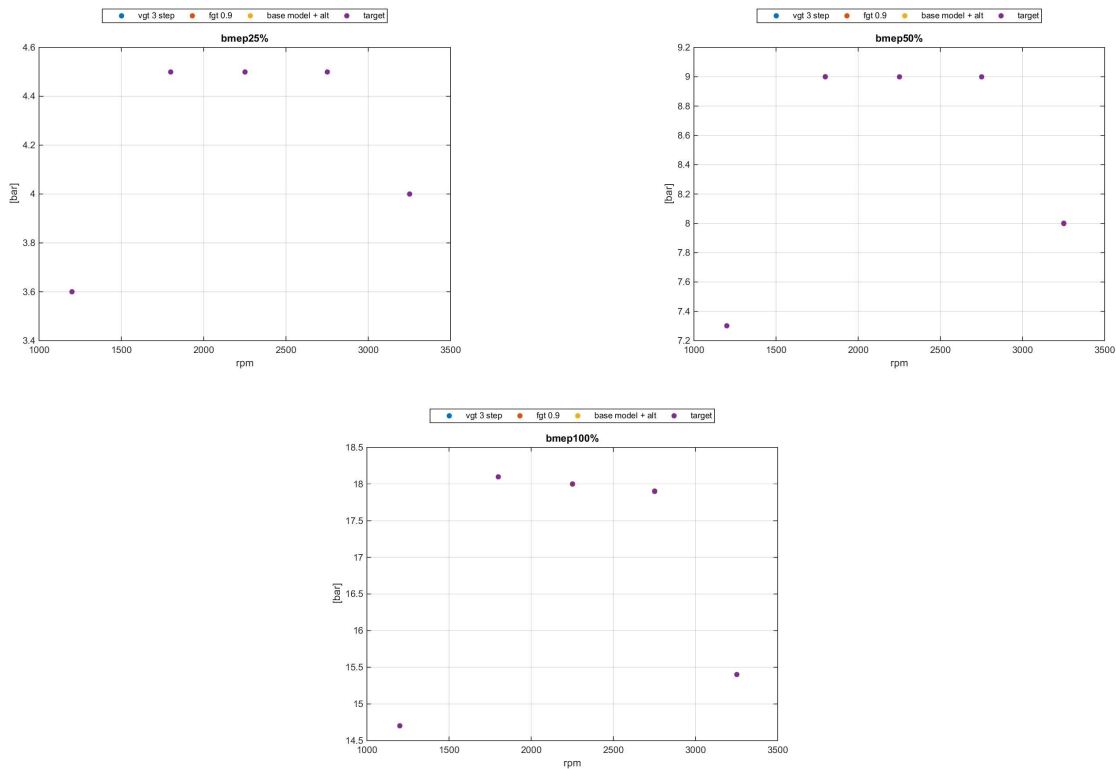 vgt 3 step fgt 0.9 base model + alt target
bmep25%
4.6
4.4
4.2
4
3.8
3.6
3.4
[bar]
1000 1500 2000 2500 3000 3500
rpm
vgt 3 step fgt 0.9 base model + alt target
bmep50%
9.2
9
8.8
8.6
8.4
8.2
8
7.8
7.6
7.4
7.2
[bar]
1000 1500 2000 2500 3000 3500
rpm
vgt 3 step fgt 0.9 base model + alt target
bmep100%
18.5
18
17.5
17
16.5
16
15.5
15
14.5
[bar]
1000 1500 2000 2500 3000 3500
rpm